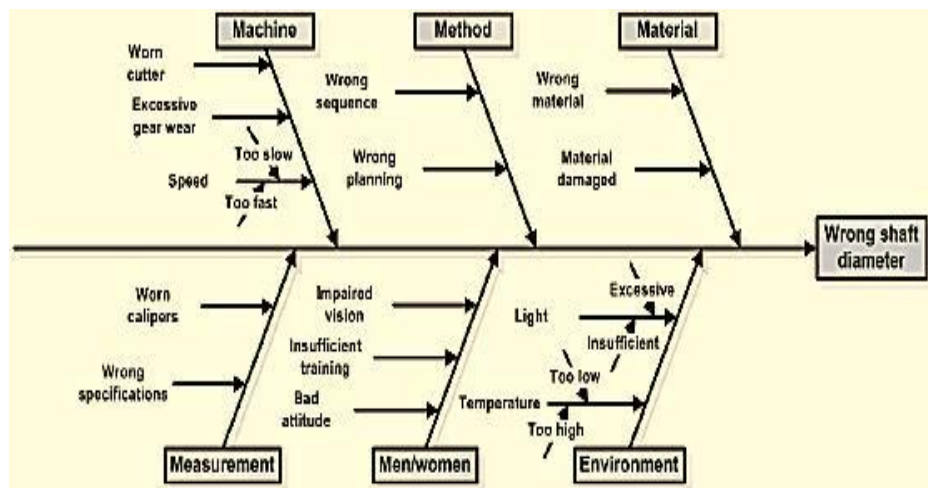 Machine
Method
Material
Worn
cutter
Excessive
gear wear
Too slow
Speed
Too fast
Wrong
sequence
Wrong
planning
Wrong
material
Material
damaged
Wrong shaft
diameter
Worn
calipers
Wrong
specifications
Impaired
vision
Insufficient
training
Bad
attitude
Excessive
Light
Insufficient
Too low
Temperature
Too high
Measurement
Men/women
Environment